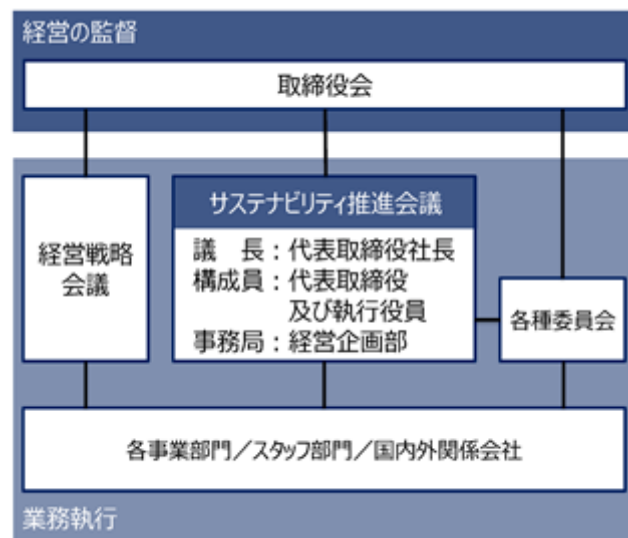 経営の監督
取締役会
経営戦略
会議
サステナビリティ推進会議
議　長：代表取締役社長
構成員：代表取締役
及び執行役員
事務局：経営企画部
各種委員会
各事業部門／スタッフ部門／国内外関係会社
業務執行